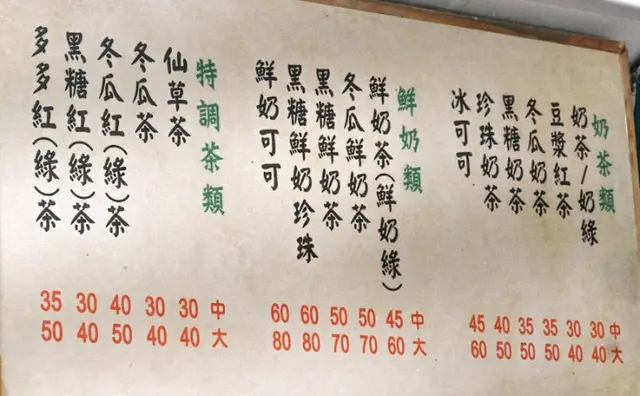 奶茶類
奶茶/奶綠
豆漿紅茶
冬瓜奶茶
黑糖奶茶
珍珠奶茶
冰可可
45 40 35 35 30 30 中
60 50 50 50 40 40 大
鮮奶類
鮮奶茶(鮮奶綠)
冬瓜鮮奶茶
黑糖鮮奶茶
黑糖鮮奶珍珠
鮮奶可可
60 60 50 50 45 中
80 80 70 70 60 大
特調茶類
仙草茶
冬瓜茶
冬瓜紅(綠)茶
黑糖紅(綠)茶
多多紅(綠)茶
35 30 40 30 30 中
50 40 50 40 40 大